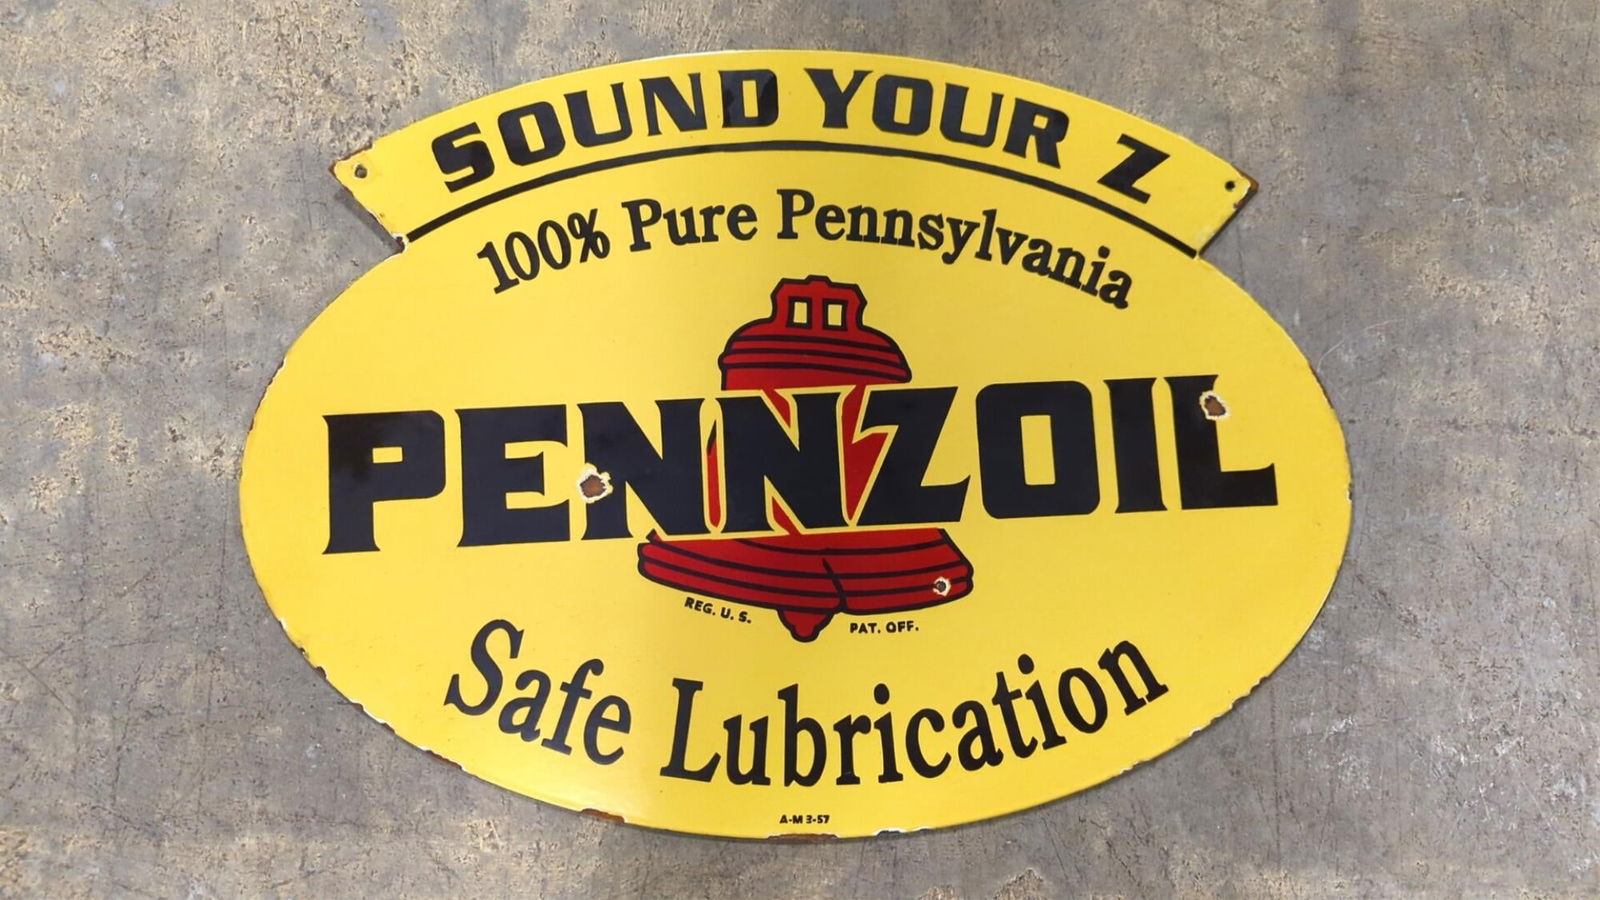 SOUND YOUR Z
100% Pure Pennsylvania
PENNZOIL
REG. U. S. PAT. OFF.
Safe Lubrication
A-M 3-57